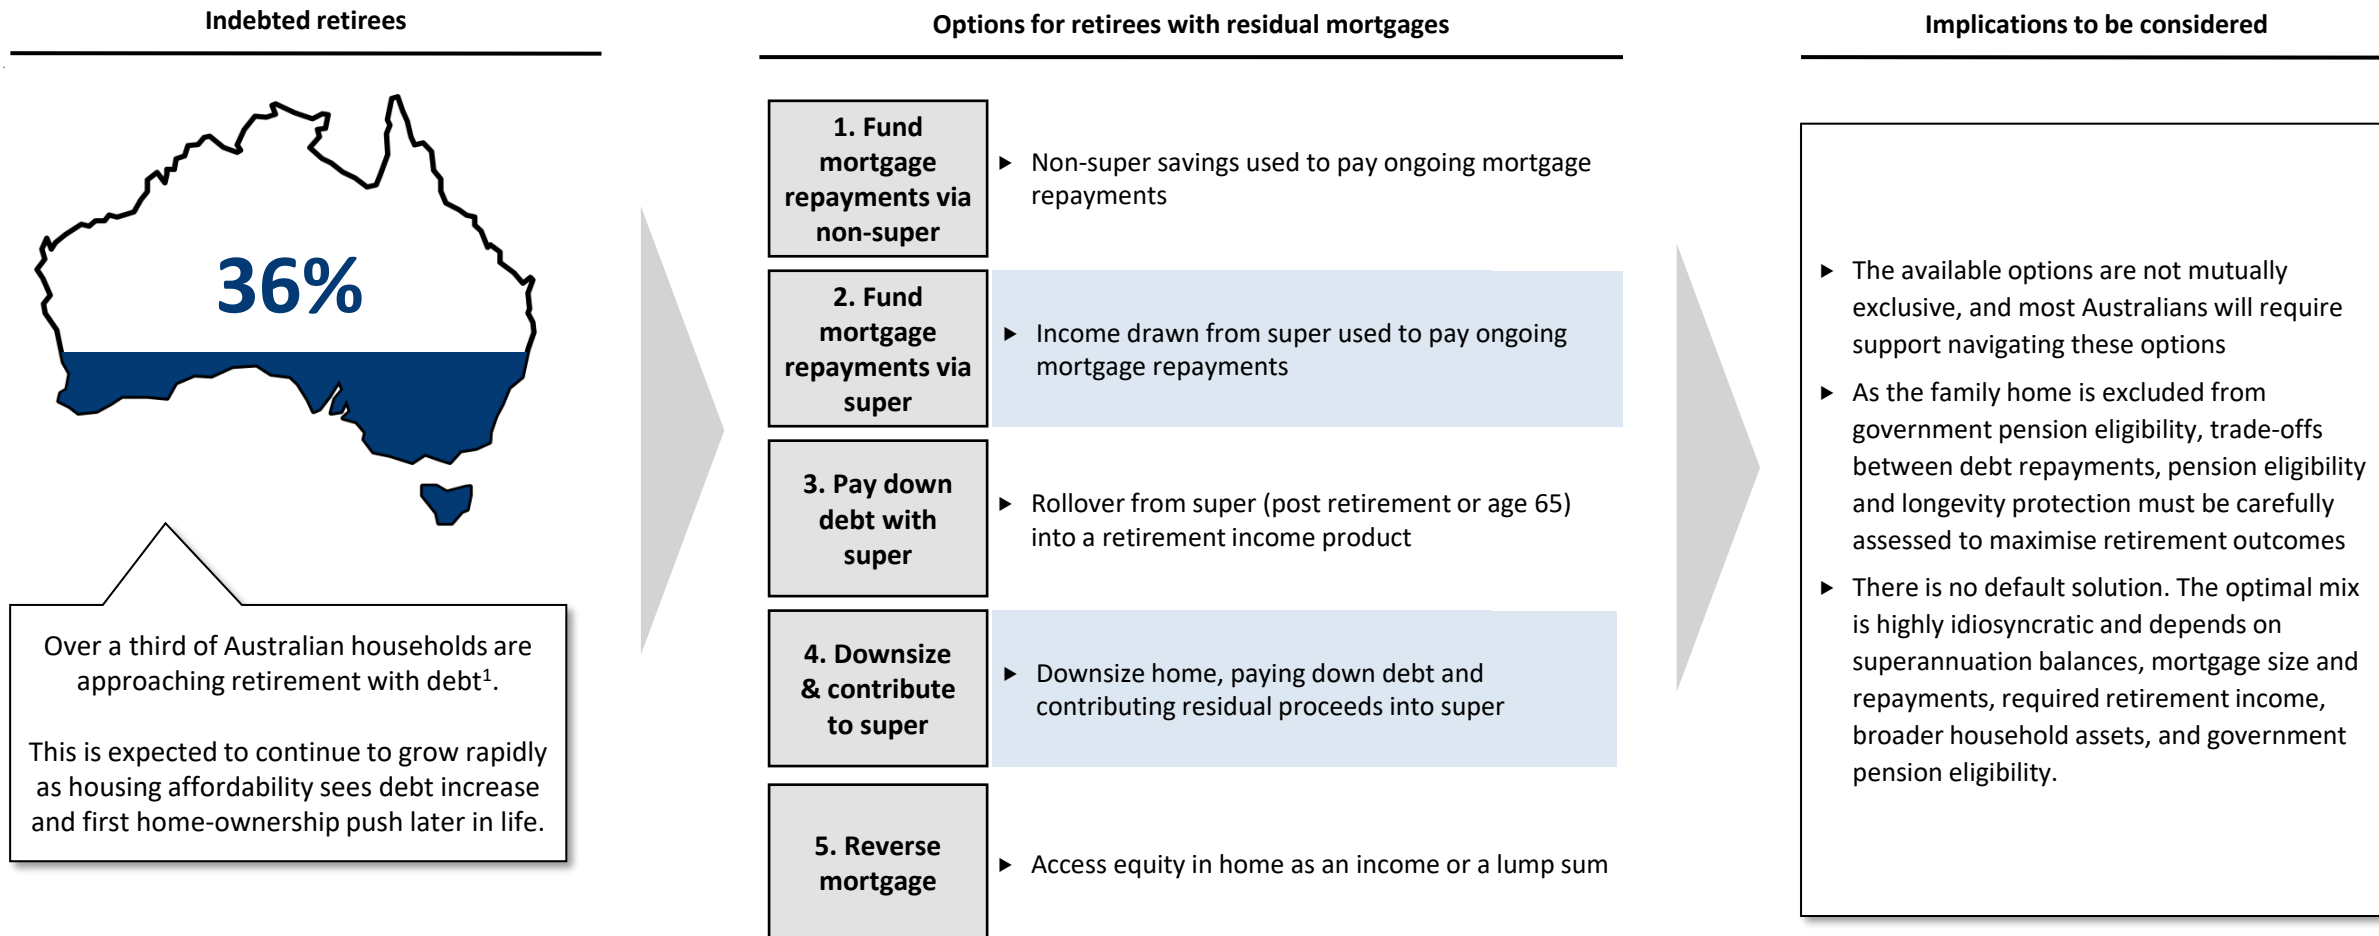 Indebted retirees
36%
Over a third of Australian households are
approaching retirement with debt¹.
This is expected to continue to grow rapidly
as housing affordability sees debt increase
and first home-ownership push later in life.
Options for retirees with residual mortgages
1. Fund
mortgage
repayments via
non-super
► Non-super savings used to pay ongoing mortgage
repayments
2. Fund
mortgage
repayments via
super
► Income drawn from super used to pay ongoing
mortgage repayments
3. Pay down
debt with
super
► Rollover from super (post retirement or age 65)
into a retirement income product
4. Downsize
& contribute
to super
► Downsize home, paying down debt and
contributing residual proceeds into super
5. Reverse
mortgage
► Access equity in home as an income or a lump sum
Implications to be considered
► The available options are not mutually
exclusive, and most Australians will require
support navigating these options
► As the family home is excluded from
government pension eligibility, trade-offs
between debt repayments, pension eligibility
and longevity protection must be carefully
assessed to maximise retirement outcomes
► There is no default solution. The optimal mix
is highly idiosyncratic and depends on
superannuation balances, mortgage size and
repayments, required retirement income,
broader household assets, and government
pension eligibility.